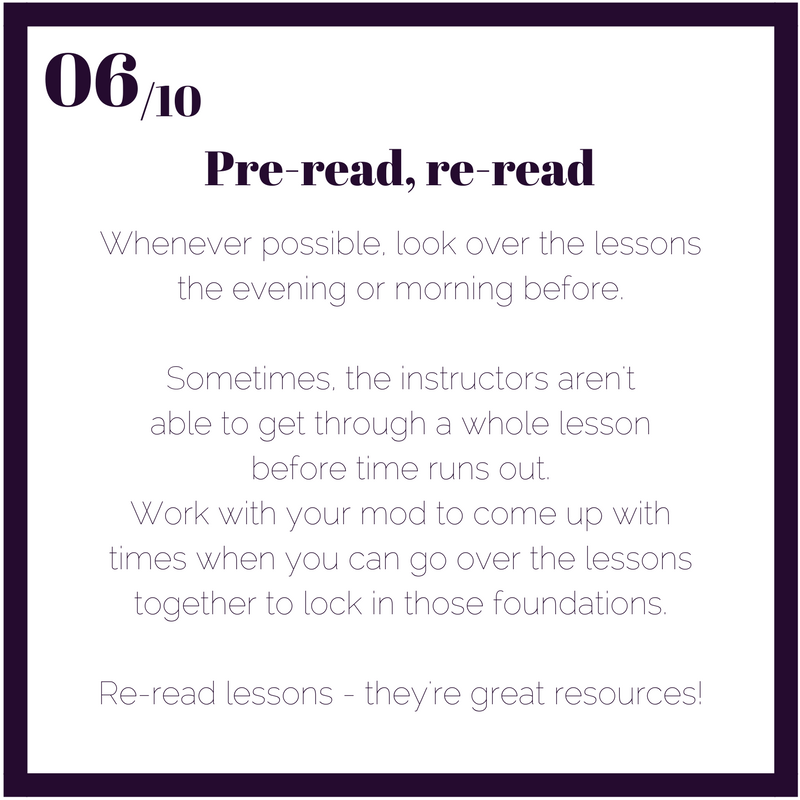 06/10
Pre-read, re-read
Whenever possible, look over the lessons
the evening or morning before.
Sometimes, the instructors aren't
able to get through a whole lesson
before time runs out.
Work with your mod to come up with
times when you can go over the lessons
together to lock in those foundations.
Re-read lessons - they're great resources!